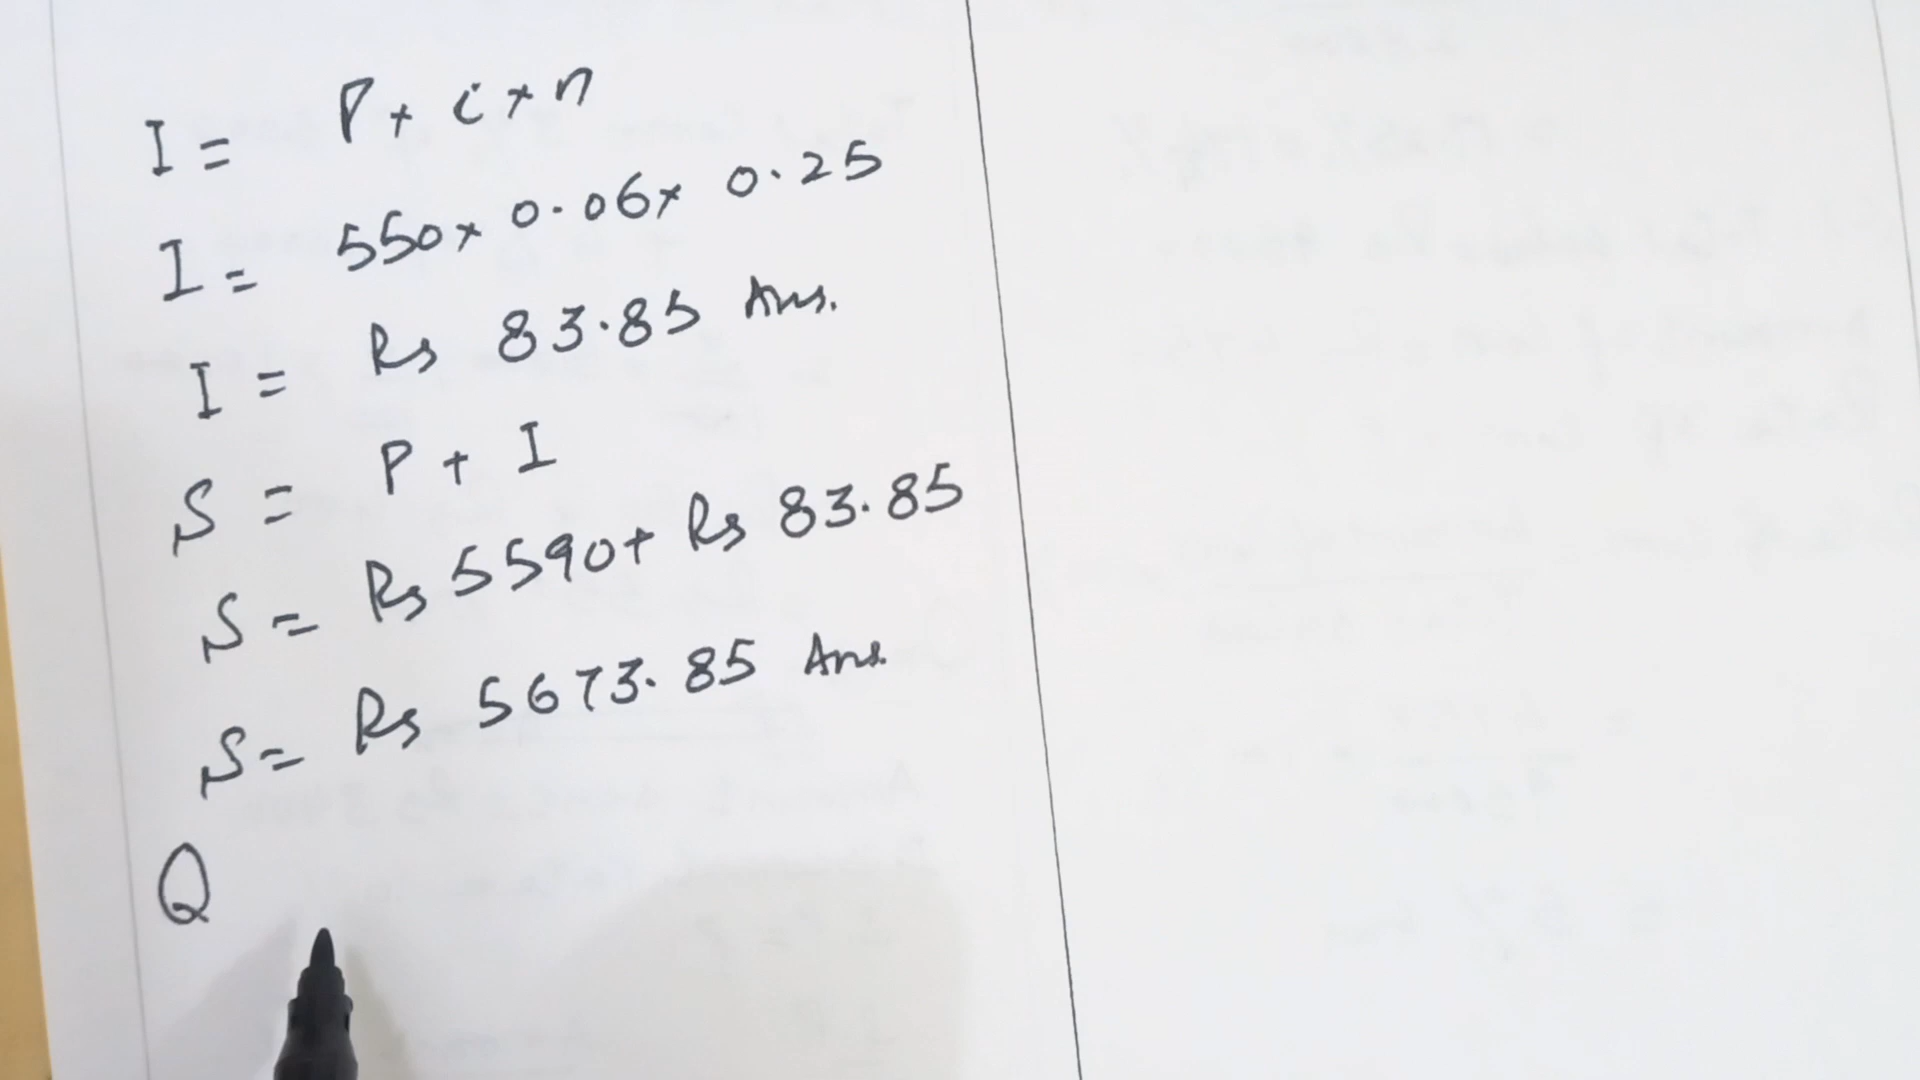 I = P × i × n
I = 550 × 0.06 × 0.25
I = Rs 83.85 Ans.
S = P + I
S = Rs 5590 + Rs 83.85
S = Rs 5673.85 Ans.
Q